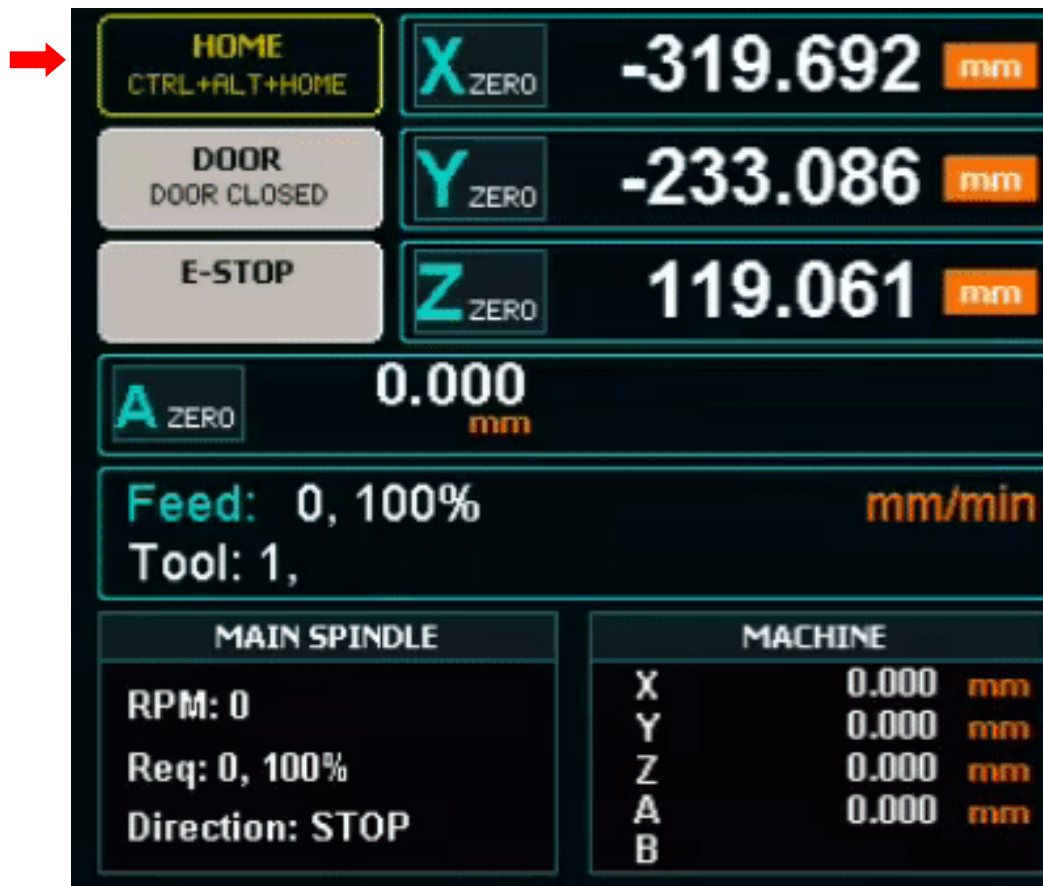 HOME
CTRL+ALT+HOME
X ZERO -319.692 mm
DOOR
DOOR CLOSED
Y ZERO -233.086 mm
E-STOP
Z ZERO 119.061 mm
A ZERO 0.000 mm
Feed: 0, 100% mm/min
Tool: 1,
MAIN SPINDLE
RPM: 0
Req: 0, 100%
Direction: STOP
MACHINE
X 0.000 mm
Y 0.000 mm
Z 0.000 mm
A 0.000 mm
B